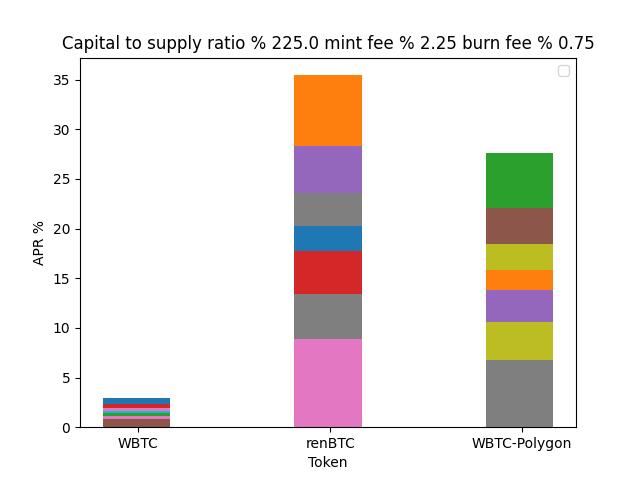 Capital to supply ratio % 225.0 mint fee % 2.25 burn fee % 0.75
35
30
25
20
15
10
5
0
APR %
WBTC renBTC WBTC-Polygon
Token